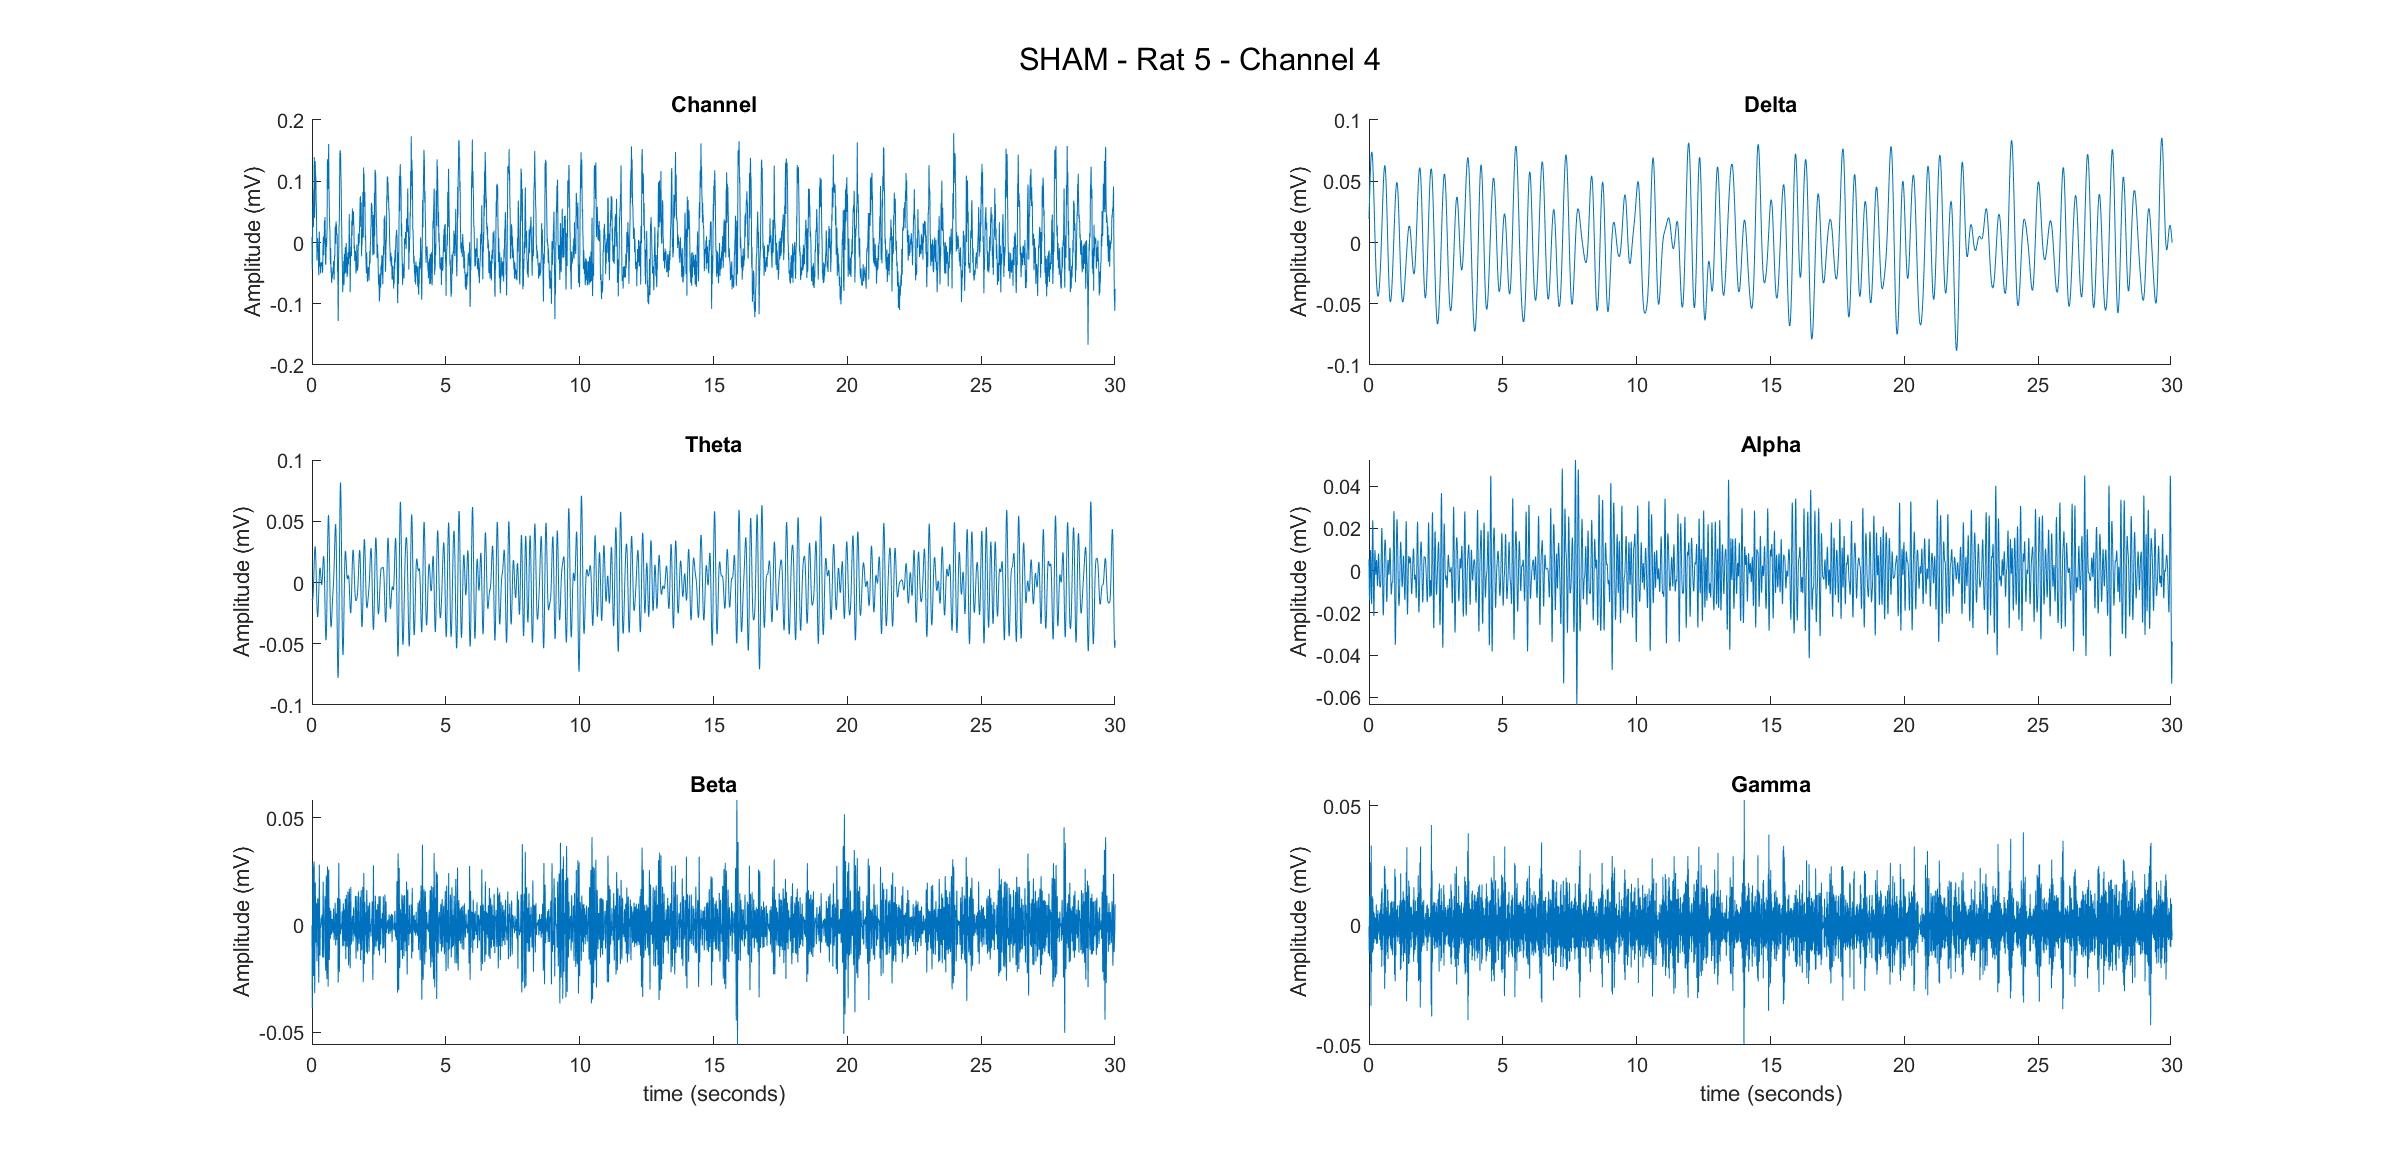 SHAM - Rat 5 - Channel 4
Channel
Amplitude (mV)
0.2
0.1
0
-0.1
-0.2
0 5 10 15 20 25 30
Delta
Amplitude (mV)
0.1
0.05
0
-0.05
-0.1
0 5 10 15 20 25 30
Theta
Amplitude (mV)
0.1
0.05
0
-0.05
-0.1
0 5 10 15 20 25 30
Alpha
Amplitude (mV)
0.04
0.02
0
-0.02
-0.04
-0.06
0 5 10 15 20 25 30
Beta
Amplitude (mV)
0.05
0
-0.05
0 5 10 15 20 25 30
time (seconds)
Gamma
Amplitude (mV)
0.05
0
-0.05
0 5 10 15 20 25 30
time (seconds)